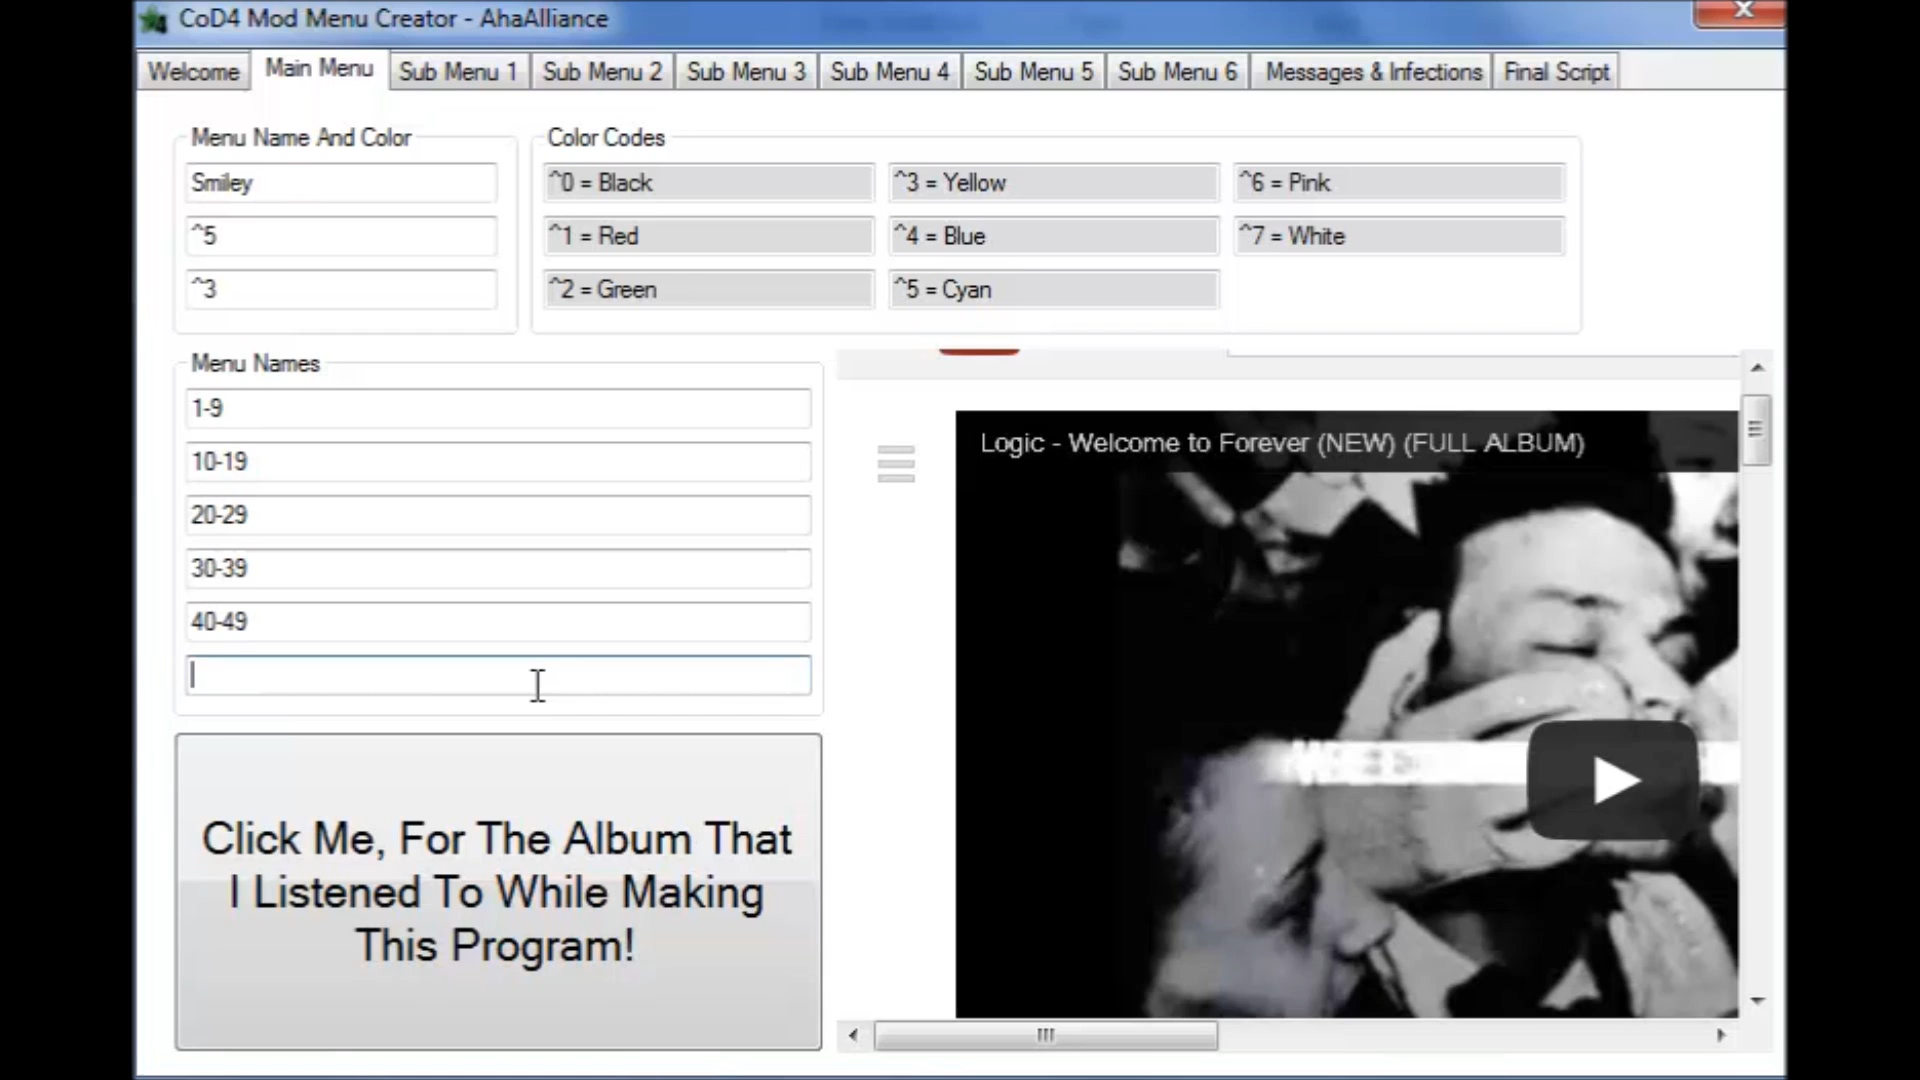 CoD4 Mod Menu Creator - AhaAlliance
Welcome Main Menu Sub Menu 1 Sub Menu 2 Sub Menu 3 Sub Menu 4 Sub Menu 5 Sub Menu 6 Messages & Infections Final Script
Menu Name And Color
Smiley
^5
^3
Color Codes
^0 = Black ^3 = Yellow ^6 = Pink
^1 = Red ^4 = Blue ^7 = White
^2 = Green ^5 = Cyan
Menu Names
1-9
10-19
20-29
30-39
40-49
Click Me, For The Album That
I Listened To While Making
This Program!
Logic - Welcome to Forever (NEW) (FULL ALBUM)